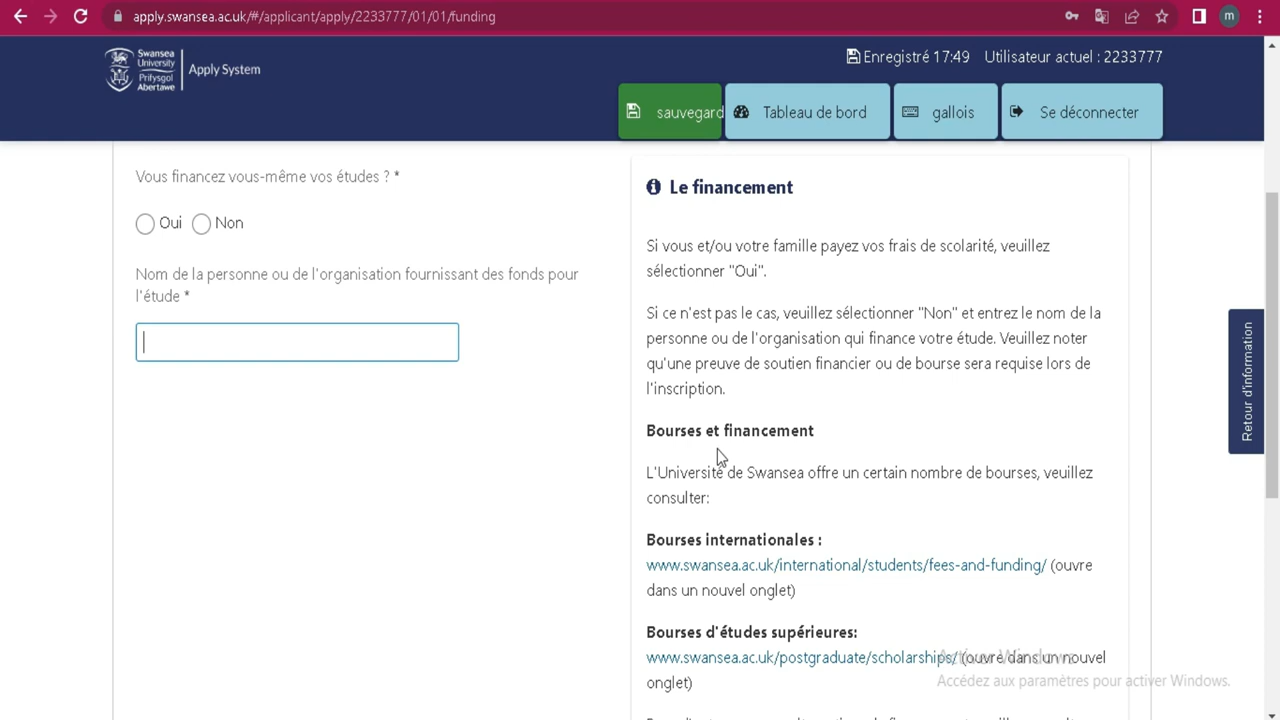 apply.swansea.ac.uk/#/applicant/apply/2233777/01/01/funding
m
Swansea
University
Prifysgol
Abertawe
Apply System
Enregistré 17:49
Utilisateur actuel : 2233777
sauvegard
Tableau de bord
gallois
Se déconnecter
Vous financez vous-même vos études ? *
Oui
Non
Nom de la personne ou de l'organisation fournissant des fonds pour
l'étude *
Le financement
Si vous et/ou votre famille payez vos frais de scolarité, veuillez
sélectionner "Oui".
Si ce n'est pas le cas, veuillez sélectionner "Non" et entrez le nom de la
personne ou de l'organisation qui finance votre étude. Veuillez noter
qu'une preuve de soutien financier ou de bourse sera requise lors de
l'inscription.
Bourses et financement
L'Université de Swansea offre un certain nombre de bourses, veuillez
consulter:
Bourses internationales :
www.swansea.ac.uk/international/students/fees-and-funding/ (ouvre
dans un nouvel onglet)
Bourses d'études supérieures:
www.swansea.ac.uk/postgraduate/scholarships/ (ouvre dans un nouvel
onglet)
Retour d'information
Activer Windows
Accédez aux paramètres pour activer Windows.